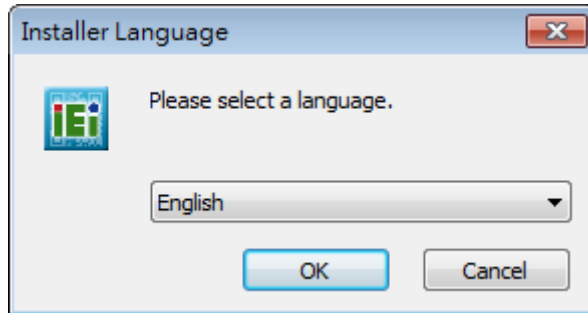 Installer Language
iEi
Please select a language.
English
OK
Cancel